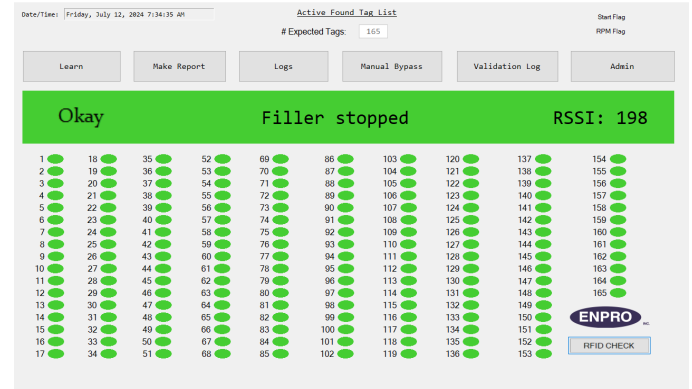 Date/Time: Friday, July 12, 2024 7:34:35 AM Active Found Tag List Start Flag
# Expected Tags: 165 RPM Flag
Learn Make Report Logs Manual Bypass Validation Log Admin
Okay Filler stopped RSSI: 198
1 18 35 52 69 86 103 120 137 154
2 19 36 53 70 87 104 121 138 155
3 20 37 54 71 88 105 122 139 156
4 21 38 55 72 89 106 123 140 157
5 22 39 56 73 90 107 124 141 158
6 23 40 57 74 91 108 125 142 159
7 24 41 58 75 92 109 126 143 160
8 25 42 59 76 93 110 127 144 161
9 26 43 60 77 94 111 128 145 162
10 27 44 61 78 95 112 129 146 163
11 28 45 62 79 96 113 130 147 164
12 29 46 63 80 97 114 131 148 165
13 30 47 64 81 98 115 132 149
14 31 48 65 82 99 116 133 150 ENPRO INC.
15 32 49 66 83 100 117 134 151
16 33 50 67 84 101 118 135 152 RFID CHECK
17 34 51 68 85 102 119 136 153